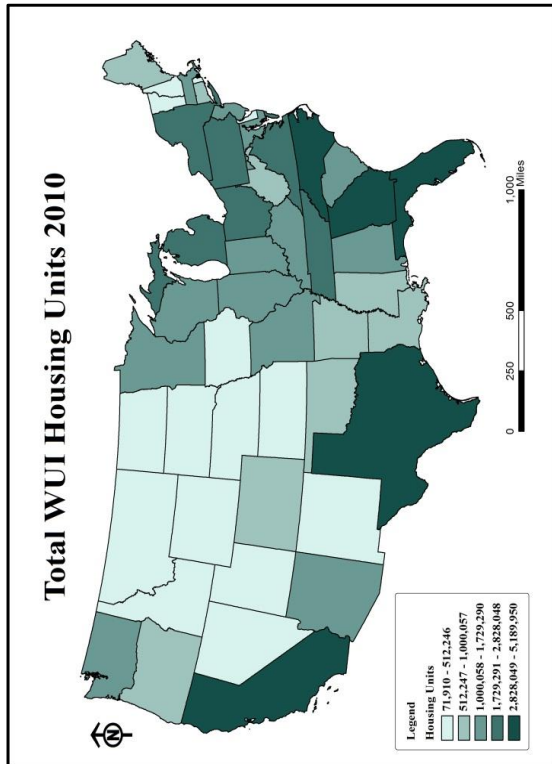 Total WUI Housing Units 2010
N
Legend
Housing Units
71,910 - 512,246
512,247 - 1,000,057
1,000,058 - 1,729,290
1,729,291 - 2,828,048
2,828,049 - 5,189,950
0 250 500 1,000
Miles